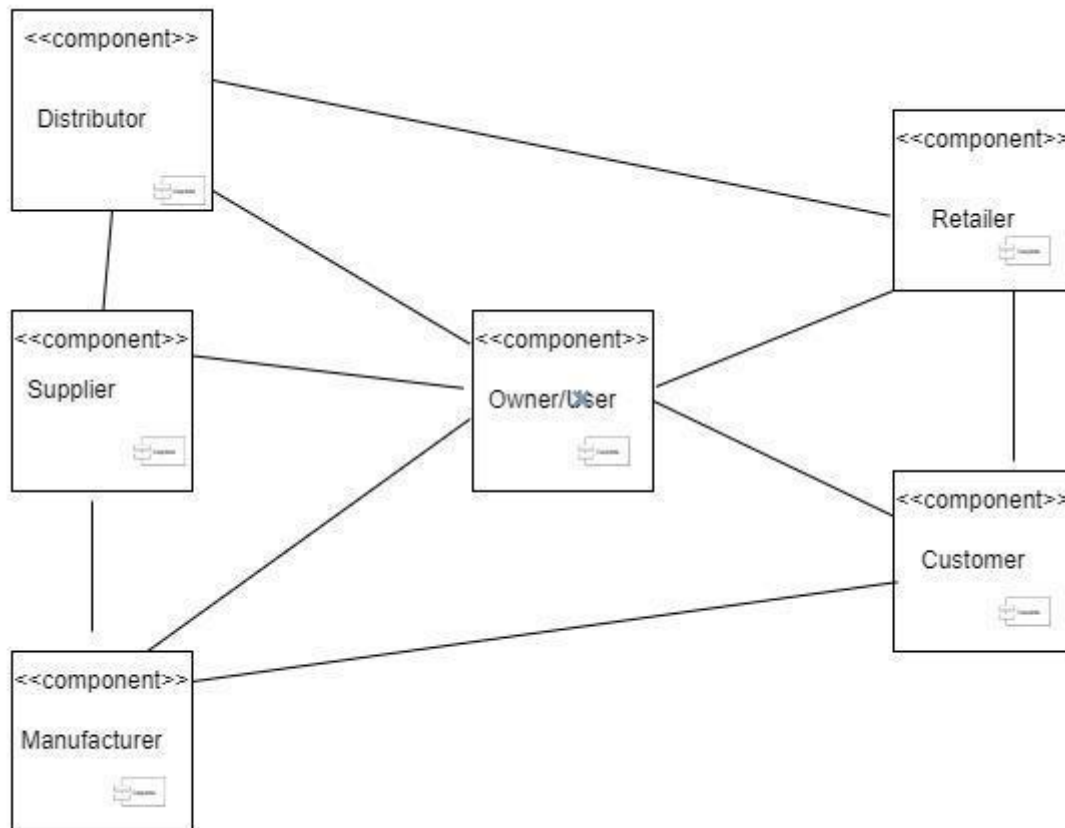 <<component>>
Distributor
<<component>>
Retailer
<<component>>
Supplier
<<component>>
Owner/User
<<component>>
Customer
<<component>>
Manufacturer